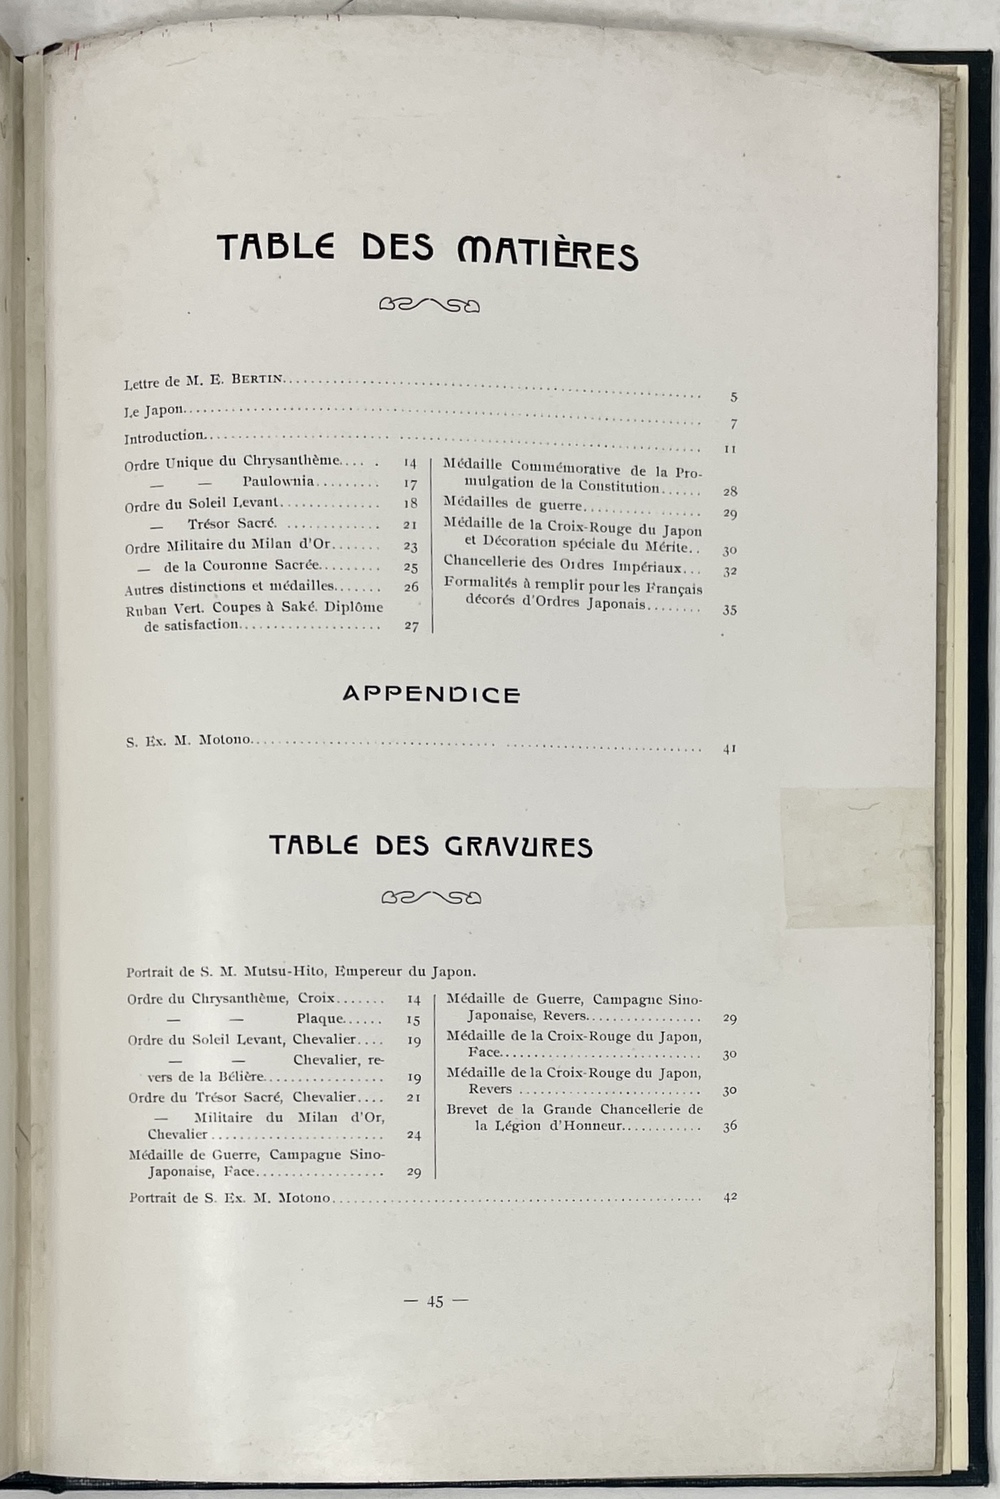 TABLE DES MATIÈRES
Lettre de M. E. BERTIN 5
Le Japon 7
Introduction 11
Ordre Unique du Chrysanthème 14
— — Paulownia 17
Ordre du Soleil Levant 18
— Trésor Sacré. 21
Ordre Militaire du Milan d'Or 23
— de la Couronne Sacrée 25
Autres distinctions et médailles 26
Ruban Vert. Coupes à Saké. Diplôme
de satisfaction 27
Médaille Commémorative de la Pro-
mulgation de la Constitution 28
Médailles de guerre 29
Médaille de la Croix-Rouge du Japon
et Décoration spéciale du Mérite 30
Chancellerie des Ordres Impériaux 32
Formalités à remplir pour les Français
décorés d'Ordres Japonais 35
APPENDICE
S. Ex. M. Motono 41
TABLE DES GRAVURES
Portrait de S. M. Mutsu-Hito, Empereur du Japon.
Ordre du Chrysanthème, Croix 14
— — Plaque 15
Ordre du Soleil Levant, Chevalier 19
— — Chevalier, re-
vers de la Bélière 19
Ordre du Trésor Sacré, Chevalier 21
— Militaire du Milan d'Or,
Chevalier 24
Médaille de Guerre, Campagne Sino-
Japonaise, Face 29
Médaille de Guerre, Campagne Sino-
Japonaise, Revers 29
Médaille de la Croix-Rouge du Japon,
Face 30
Médaille de la Croix-Rouge du Japon,
Revers 30
Brevet de la Grande Chancellerie de
la Légion d'Honneur 36
Portrait de S. Ex. M. Motono 42
— 45 —